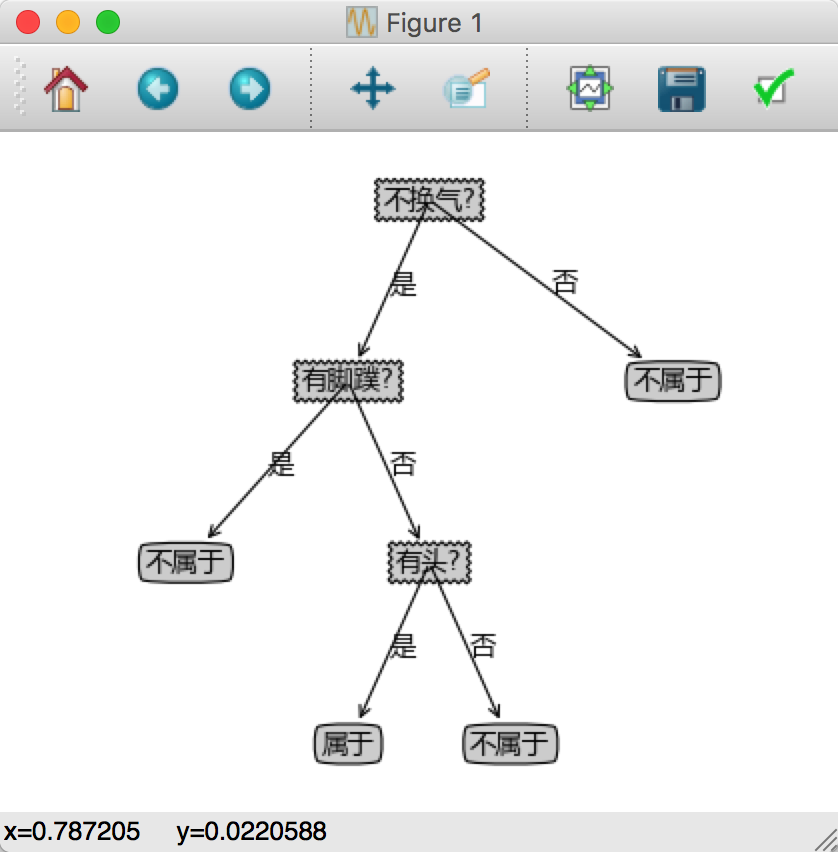 Figure 1
不换气?
是
否
有脚蹼?
不属于
是
否
不属于
有头?
是
否
属于
不属于
x=0.787205 y=0.0220588